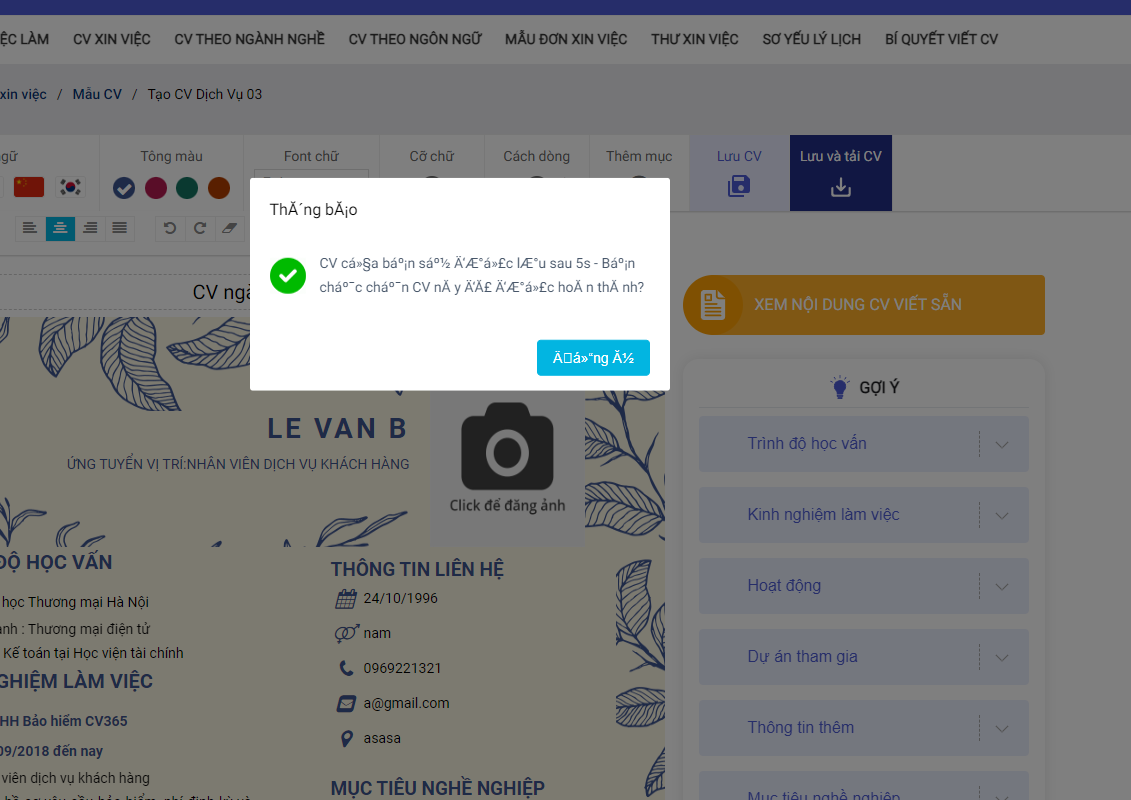 ỆC LÀM CV XIN VIỆC CV THEO NGÀNH NGHỀ CV THEO NGÔN NGỮ MẪU ĐƠN XIN VIỆC THƯ XIN VIỆC SƠ YẾU LÝ LỊCH BÍ QUYẾT VIẾT CV
xin việc / Mẫu CV / Tạo CV Dịch Vụ 03
gữ Tông màu Font chữ Cỡ chữ Cách dòng Thêm mục Lưu CV Lưu và tải CV
ThĂ´ng bĂ¡o
CV cá»§a báº¡n sáº½ Ä‘Æ°á»£c lÆ°u sau 5s - Báº¡n
cháº¯c cháº¯n CV nĂ y Ä‘Ă£ Ä‘Æ°á»£c hoĂ n thĂ nh?
Ä□á»“ng Ă½
CV ngà
XEM NỘI DUNG CV VIẾT SẴN
GỢI Ý
LE VAN B
ỨNG TUYỂN VỊ TRÍ:NHÂN VIÊN DỊCH VỤ KHÁCH HÀNG
Click để đăng ảnh
Trình độ học vấn
Kinh nghiệm làm việc
Hoạt động
Dự án tham gia
Thông tin thêm
Mục tiêu nghề nghiệp
ĐỘ HỌC VẤN
học Thương mại Hà Nội
ành : Thương mại điện tử
Kế toán tại Học viện tài chính
GHIỆM LÀM VIỆC
HH Bảo hiểm CV365
09/2018 đến nay
viên dịch vụ khách hàng
THÔNG TIN LIÊN HỆ
24/10/1996
nam
0969221321
a@gmail.com
asasa
MỤC TIÊU NGHỀ NGHIỆP